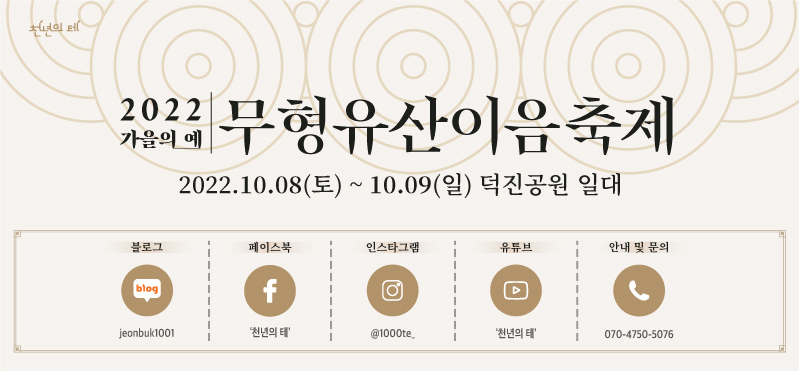 천년의 테
2022
가을의 예
무형유산이음축제
2022.10.08(토) ~ 10.09(일) 덕진공원 일대
블로그
페이스북
인스타그램
유튜브
안내 및 문의
blog
jeonbuk1001
'천년의 테'
@1000te_
'천년의 테'
070-4750-5076